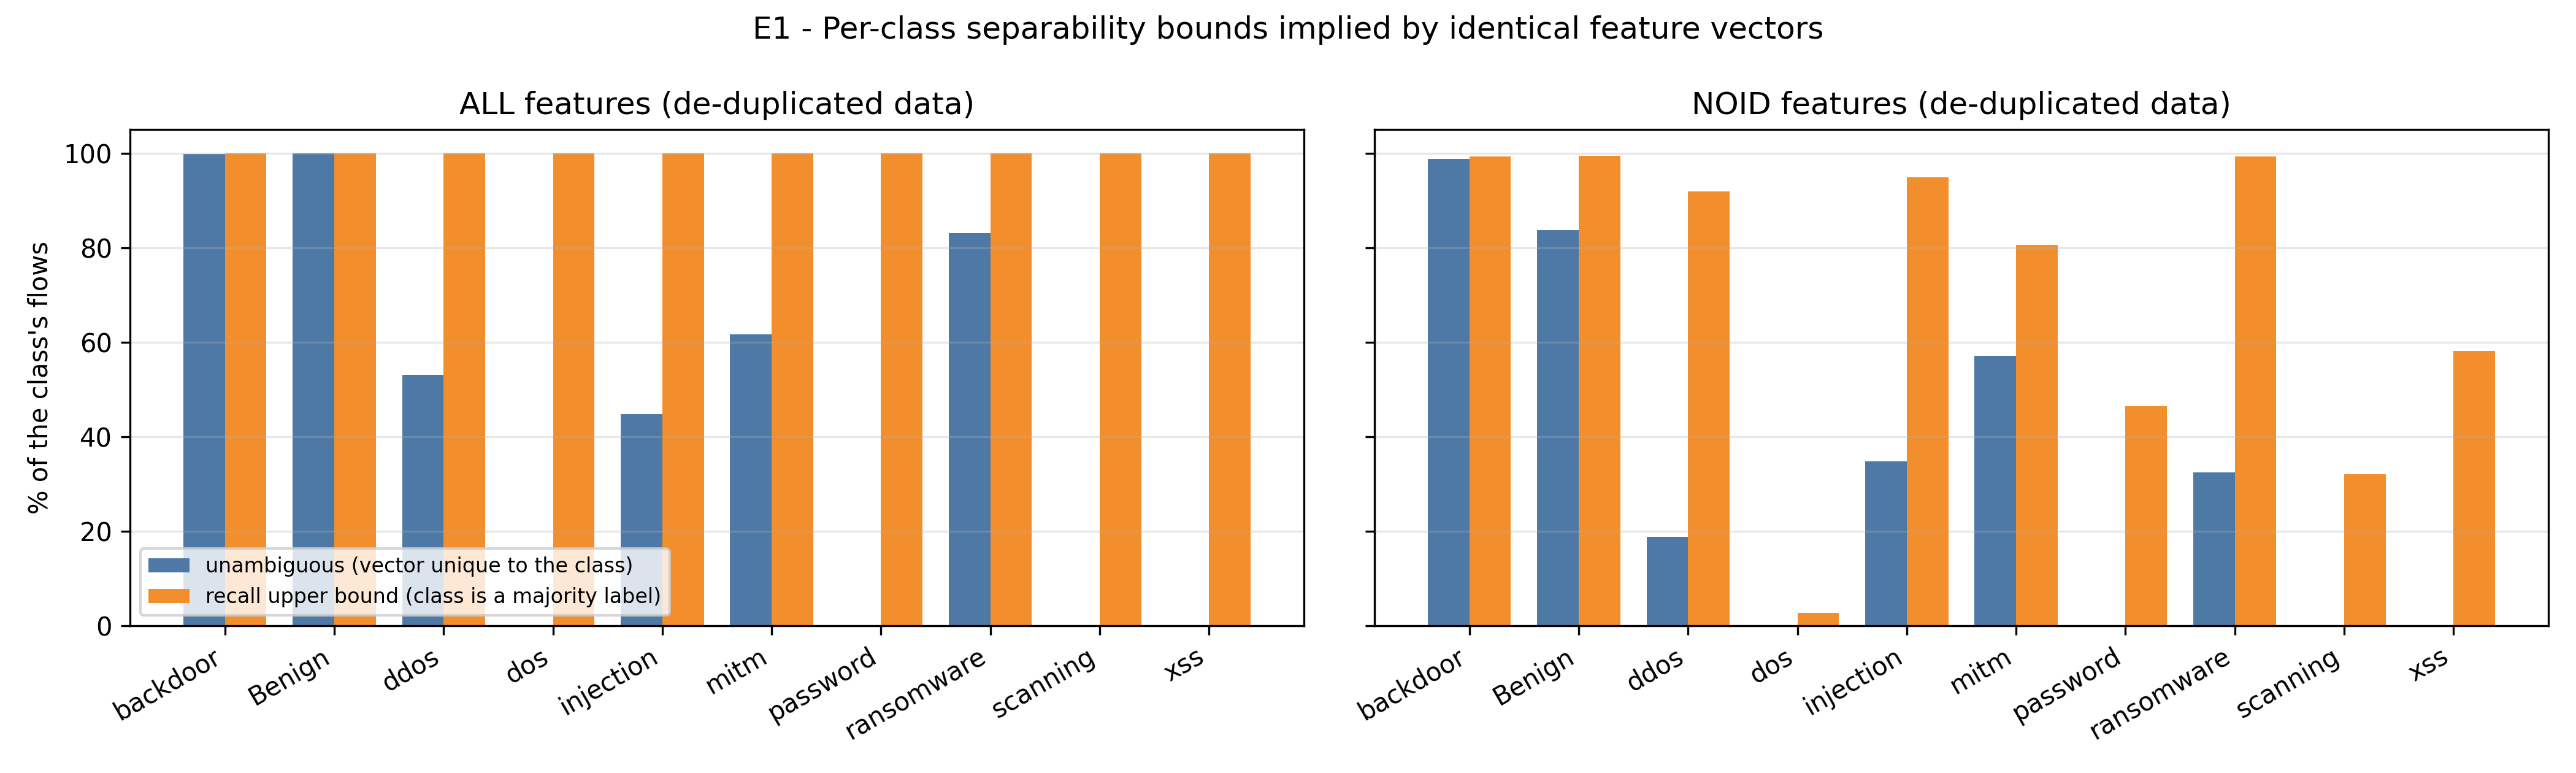 E1 - Per-class separability bounds implied by identical feature vectors
ALL features (de-duplicated data)
% of the class's flows
100
80
60
40
20
0
unambiguous (vector unique to the class)
recall upper bound (class is a majority label)
backdoor
Benign
ddos
dos
injection
mitm
password
ransomware
scanning
xss
NOID features (de-duplicated data)
backdoor
Benign
ddos
dos
injection
mitm
password
ransomware
scanning
xss